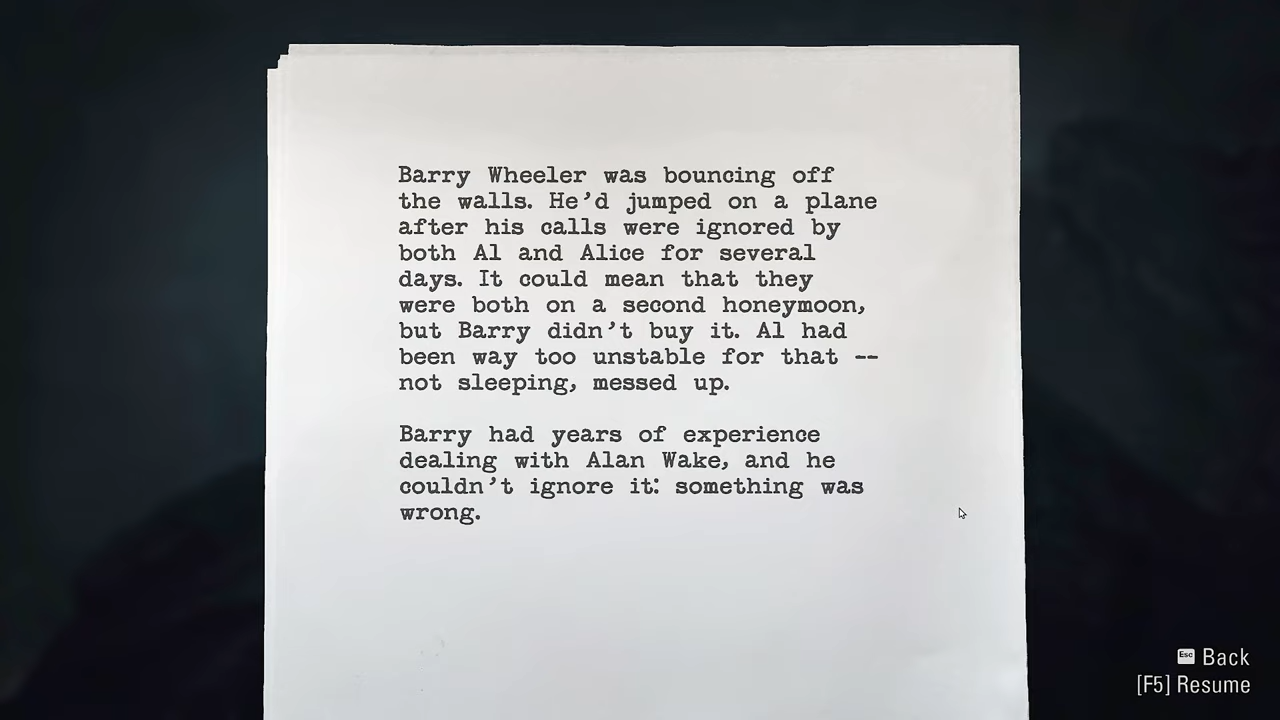 Barry Wheeler was bouncing off
the walls. He'd jumped on a plane
after his calls were ignored by
both Al and Alice for several
days. It could mean that they
were both on a second honeymoon,
but Barry didn't buy it. Al had
been way too unstable for that --
not sleeping, messed up.
Barry had years of experience
dealing with Alan Wake, and he
couldn't ignore it: something was
wrong.
Esc Back
[F5] Resume